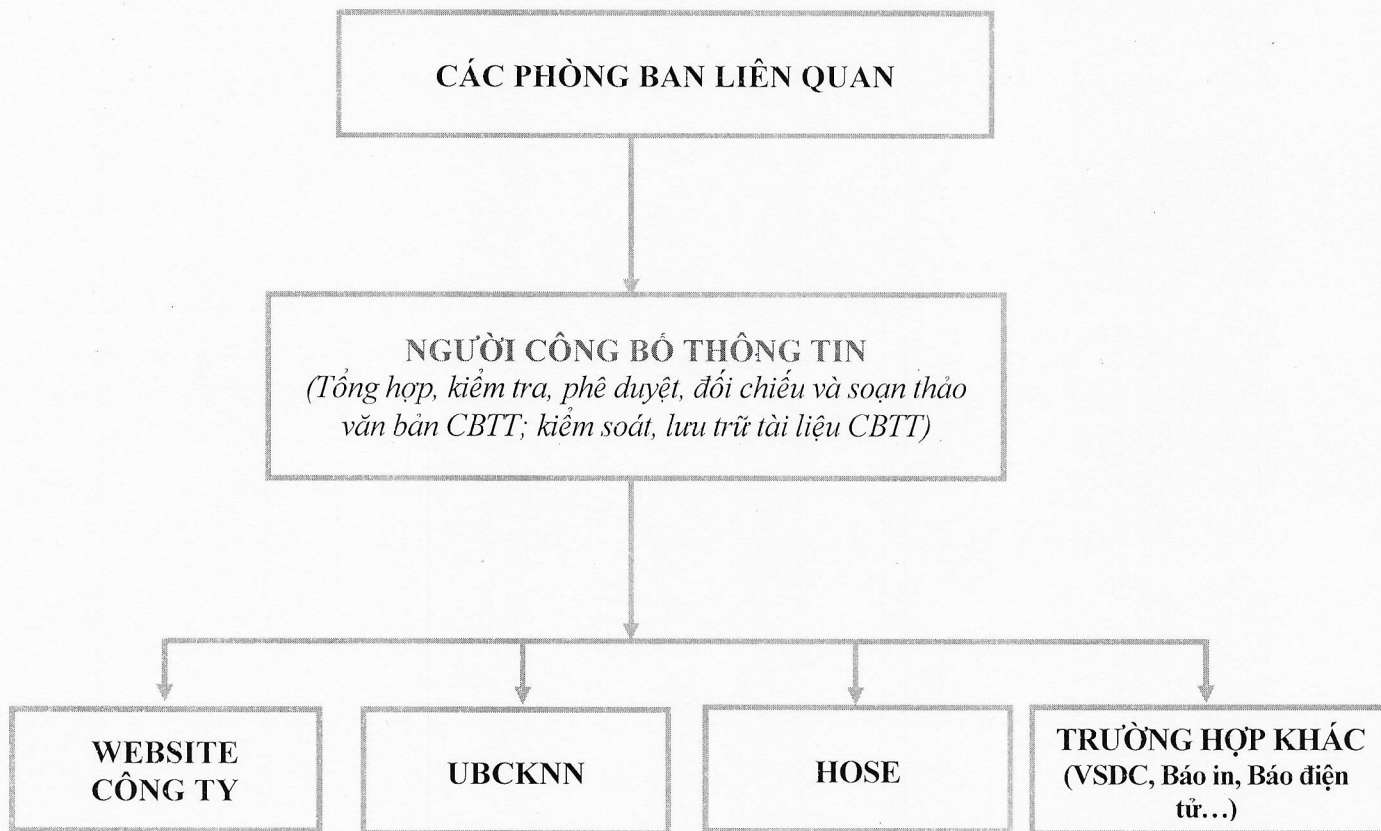 CÁC PHÒNG BAN LIÊN QUAN
NGƯỜI CÔNG BỐ THÔNG TIN
(Tổng hợp, kiểm tra, phê duyệt, đối chiếu và soạn thảo
văn bản CBTT; kiểm soát, lưu trữ tài liệu CBTT)
WEBSITE
CÔNG TY
UBCKNN
HOSE
TRƯỜNG HỢP KHÁC
(VSDC, Báo in, Báo điện
tử…)